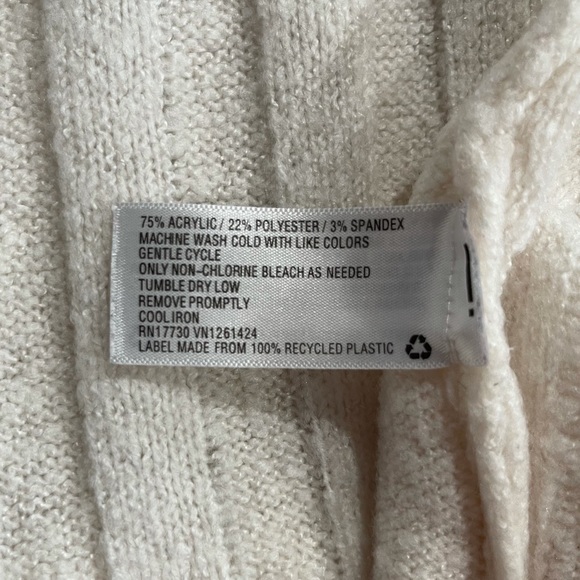 75% ACRYLIC / 22% POLYESTER / 3% SPANDEX
MACHINE WASH COLD WITH LIKE COLORS
GENTLE CYCLE
ONLY NON-CHLORINE BLEACH AS NEEDED
TUMBLE DRY LOW
REMOVE PROMPTLY
COOL IRON
RN17730 VN1261424
LABEL MADE FROM 100% RECYCLED PLASTIC